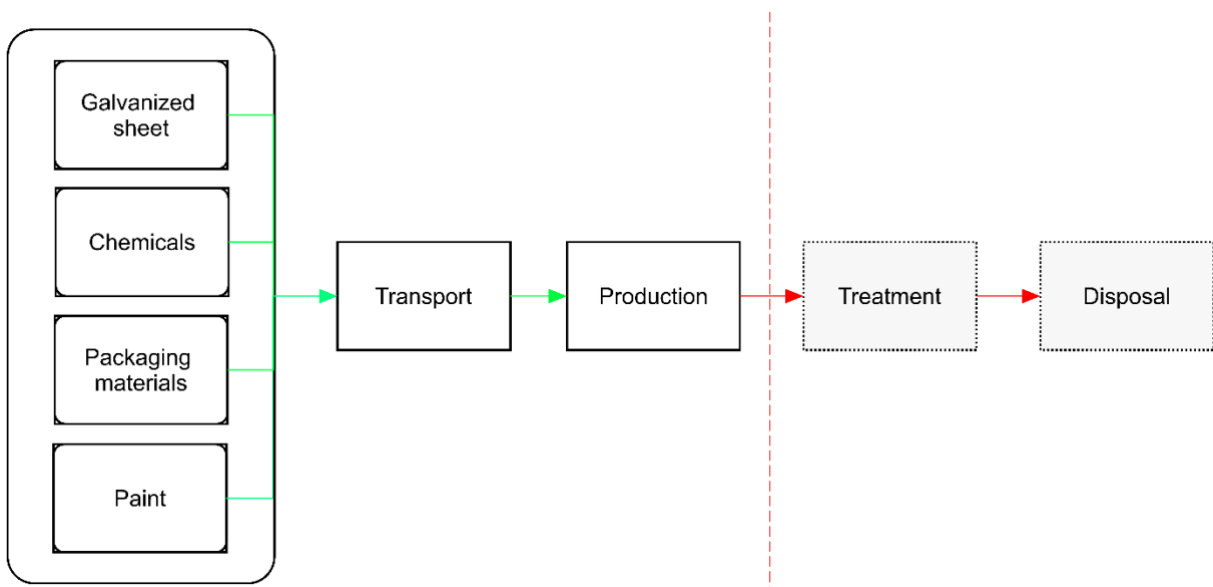 Galvanized
sheet
Chemicals
Packaging
materials
Paint
Transport
Production
Treatment
Disposal